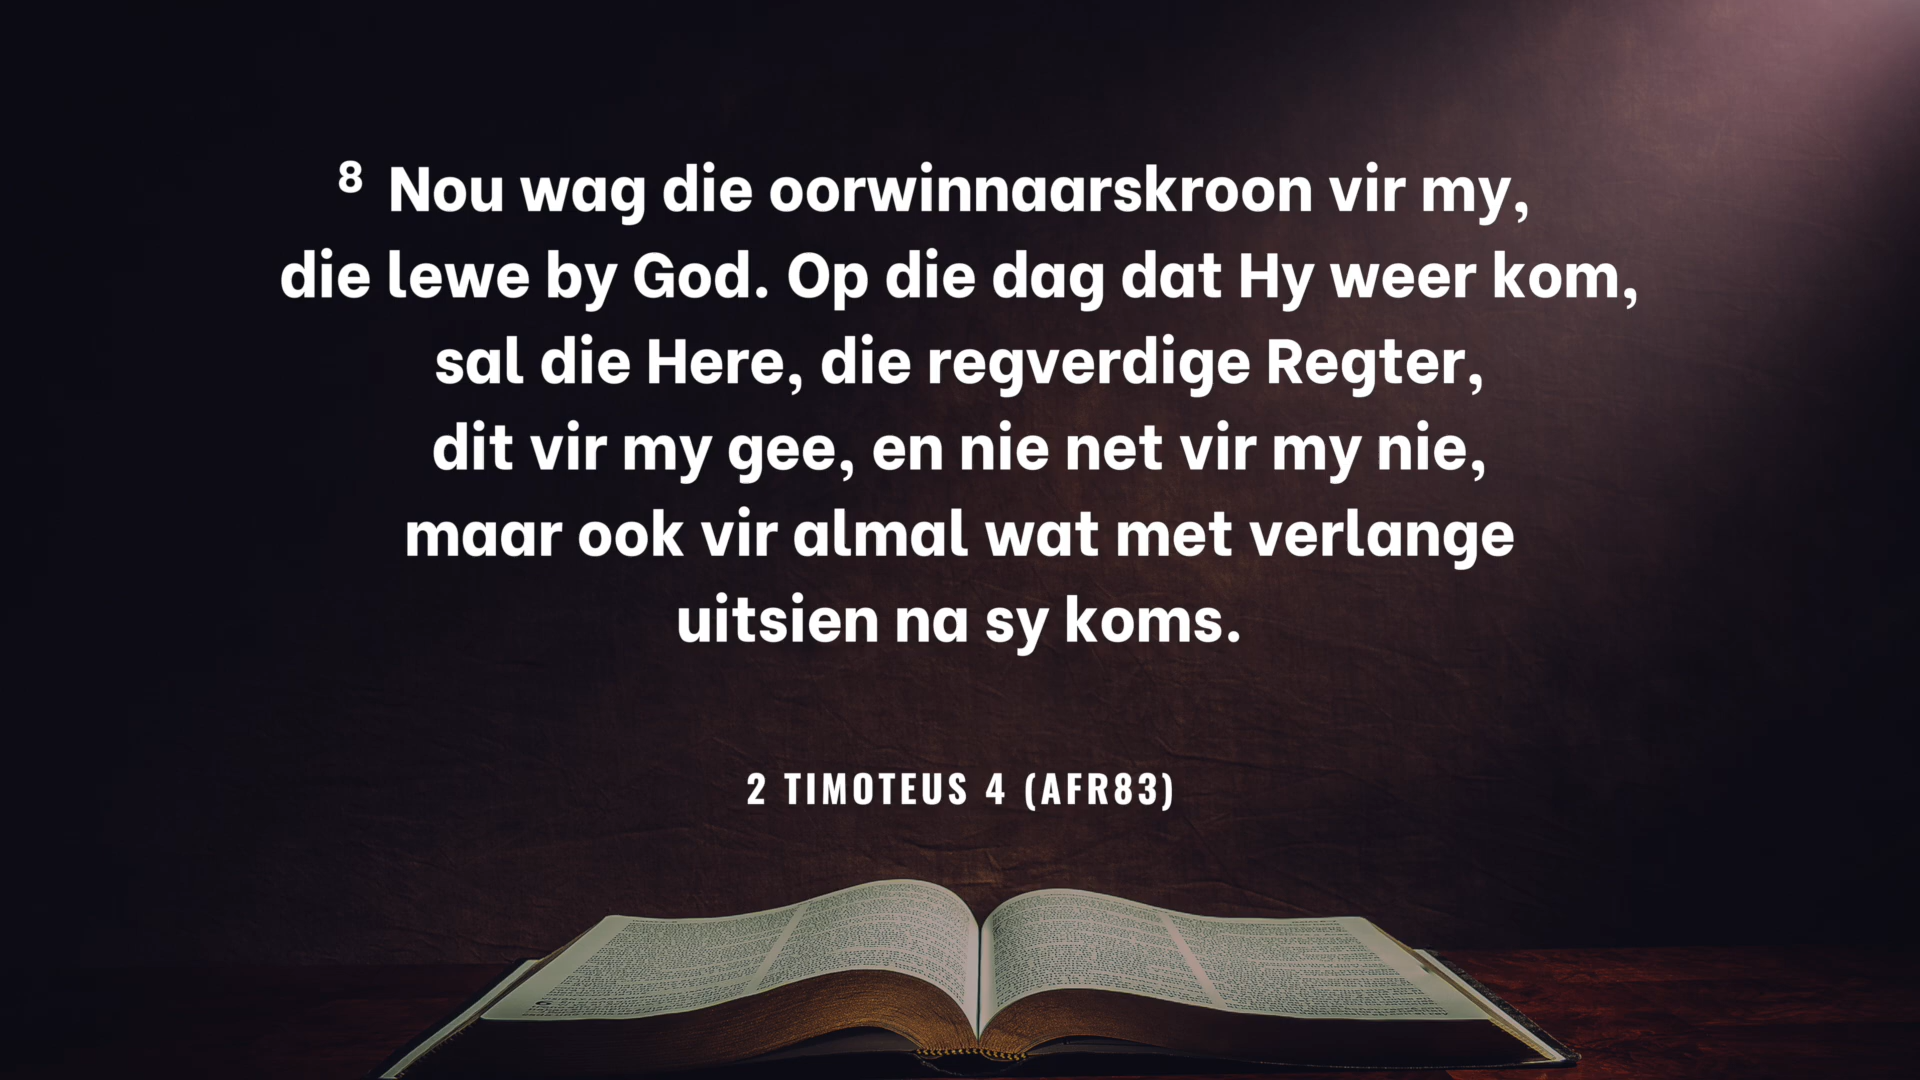 ⁸ Nou wag die oorwinnaarskroon vir my,
die lewe by God. Op die dag dat Hy weer kom,
sal die Here, die regverdige Regter,
dit vir my gee, en nie net vir my nie,
maar ook vir almal wat met verlange
uitsien na sy koms.
2 TIMOTEUS 4 (AFR83)